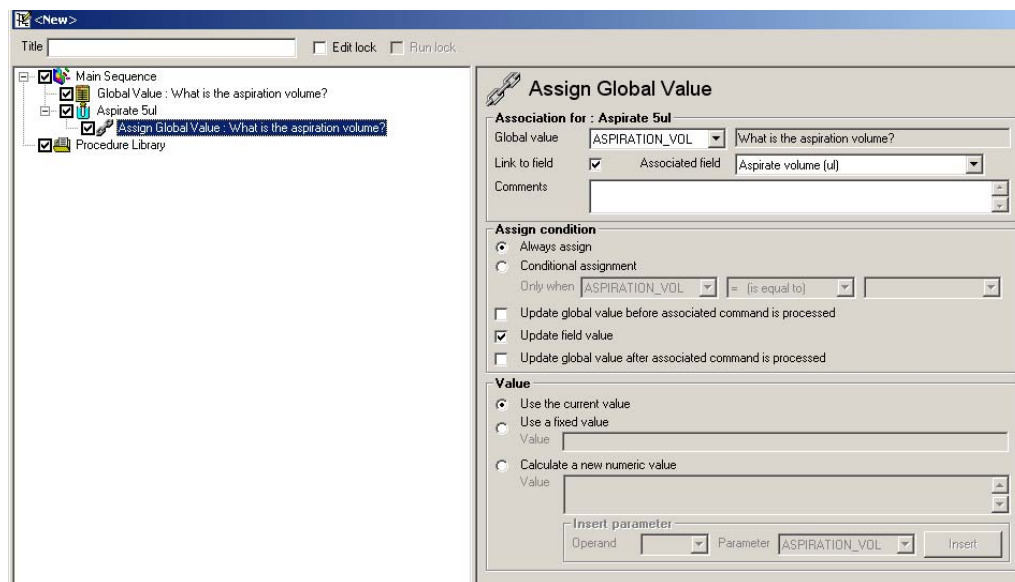 <New>
Title
Edit lock
Run lock
Main Sequence
Global Value : What is the aspiration volume?
Aspirate 5ul
Assign Global Value : What is the aspiration volume?
Procedure Library
Assign Global Value
Association for : Aspirate 5ul
Global value ASPIRATION_VOL What is the aspiration volume?
Link to field Associated field Aspirate volume (ul)
Comments
Assign condition
Always assign
Conditional assignment
Only when ASPIRATION_VOL = (is equal to)
Update global value before associated command is processed
Update field value
Update global value after associated command is processed
Value
Use the current value
Use a fixed value
Value
Calculate a new numeric value
Value
Insert parameter
Operand Parameter ASPIRATION_VOL Insert